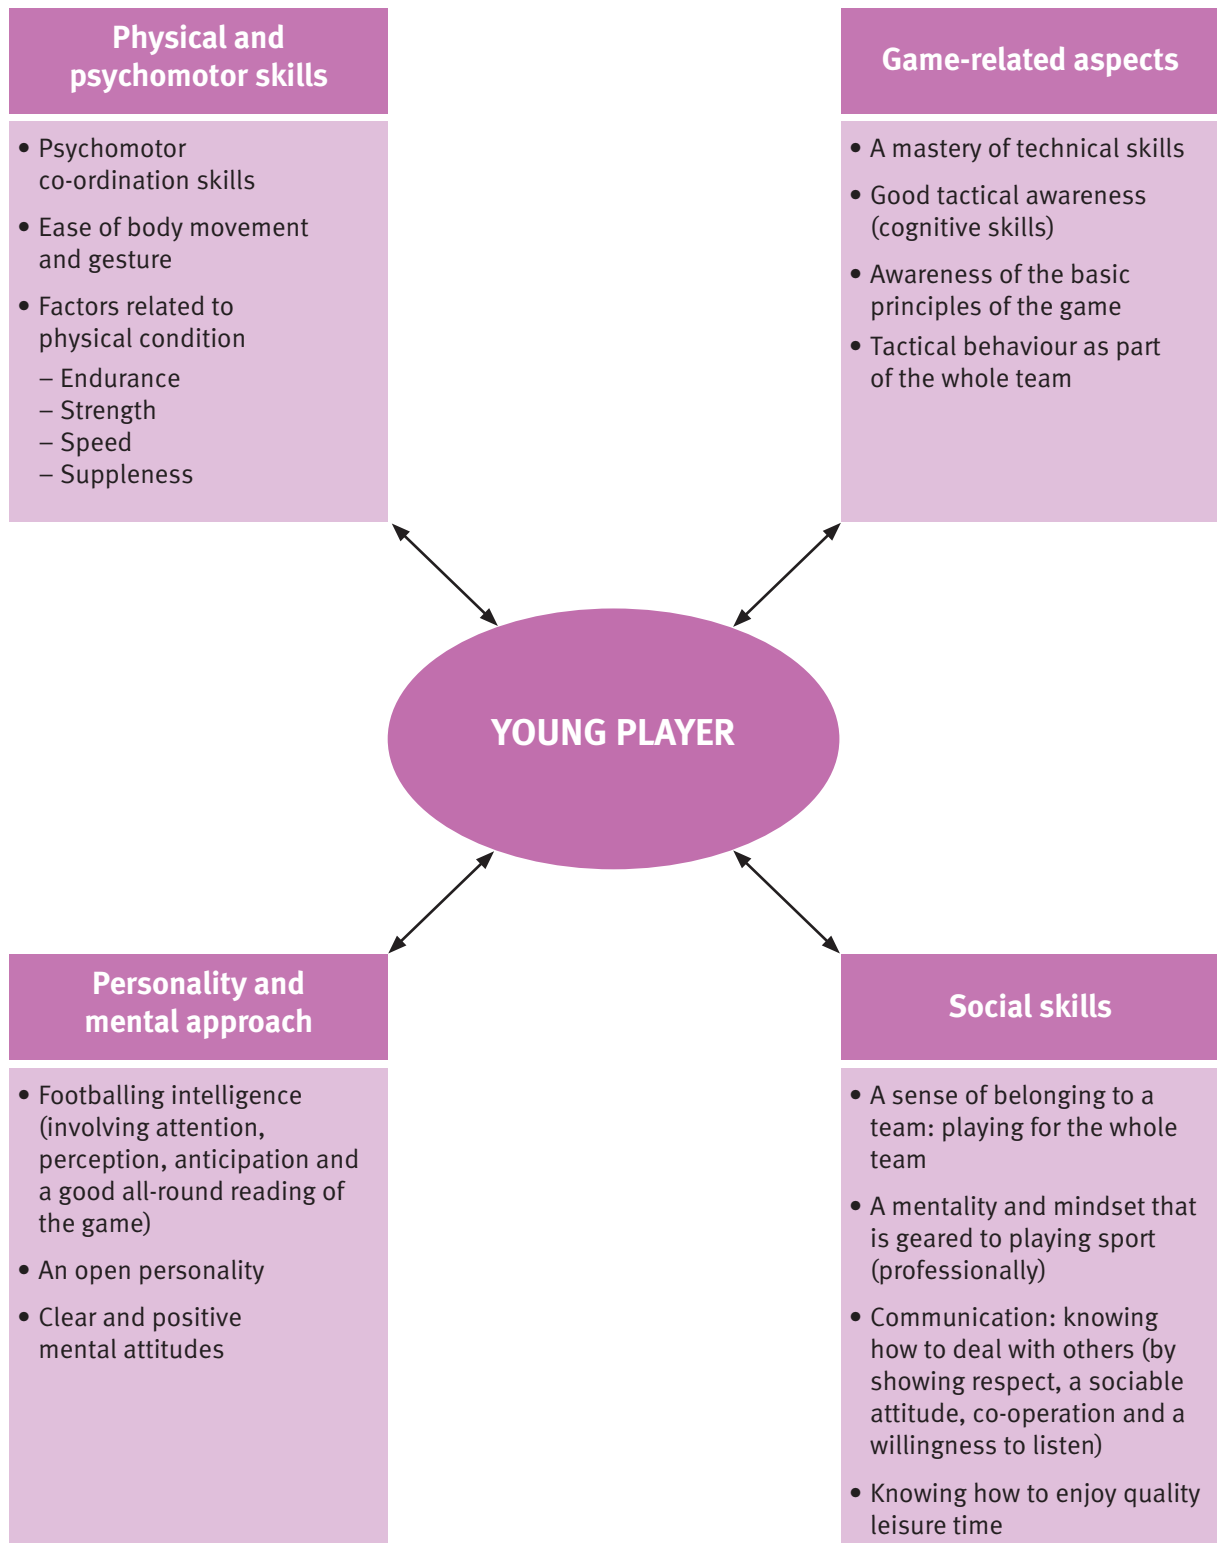 Physical and
psychomotor skills
• Psychomotor
co-ordination skills
• Ease of body movement
and gesture
• Factors related to
physical condition
– Endurance
– Strength
– Speed
– Suppleness
Game-related aspects
• A mastery of technical skills
• Good tactical awareness
(cognitive skills)
• Awareness of the basic
principles of the game
• Tactical behaviour as part
of the whole team
YOUNG PLAYER
Personality and
mental approach
• Footballing intelligence
(involving attention,
perception, anticipation and
a good all-round reading of
the game)
• An open personality
• Clear and positive
mental attitudes
Social skills
• A sense of belonging to a
team: playing for the whole
team
• A mentality and mindset that
is geared to playing sport
(professionally)
• Communication: knowing
how to deal with others (by
showing respect, a sociable
attitude, co-operation and a
willingness to listen)
• Knowing how to enjoy quality
leisure time